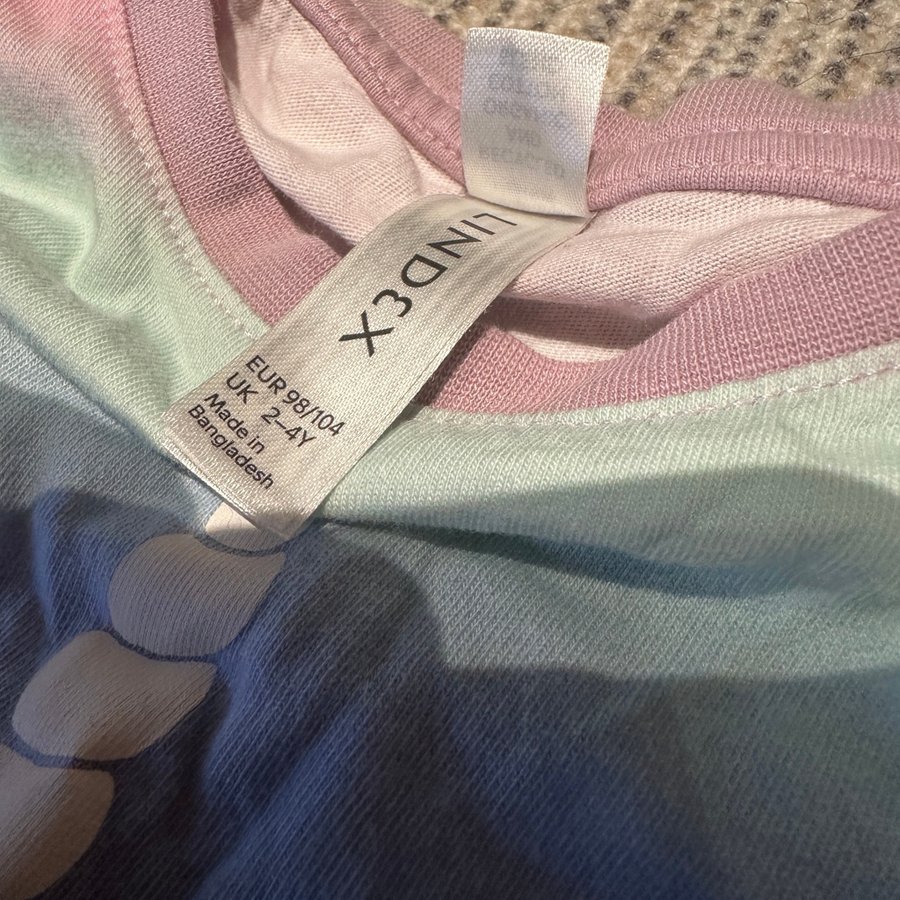 LINDEX
EUR 98/104
UK 2–4Y
Made in
Bangladesh